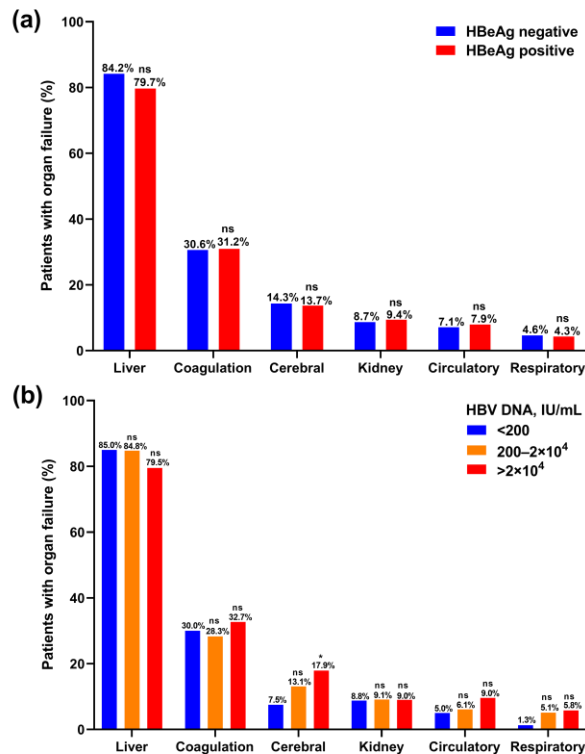 (a)
HBeAg negative
HBeAg positive
Patients with organ failure (%)
100
80
60
40
20
0
84.2%
ns
79.7%
30.6%
ns
31.2%
14.3%
ns
13.7%
8.7%
ns
9.4%
7.1%
ns
7.9%
4.6%
ns
4.3%
Liver Coagulation Cerebral Kidney Circulatory Respiratory
(b)
HBV DNA, IU/mL
<200
200–2×10⁴
>2×10⁴
Patients with organ failure (%)
100
80
60
40
20
0
85.0%
ns
84.8%
ns
79.5%
30.0%
ns
28.3%
ns
32.7%
7.5%
ns
13.1%
*
17.9%
8.8%
ns
9.1%
ns
9.0%
5.0%
ns
6.1%
ns
9.0%
1.3%
ns
5.1%
ns
5.8%
Liver Coagulation Cerebral Kidney Circulatory Respiratory